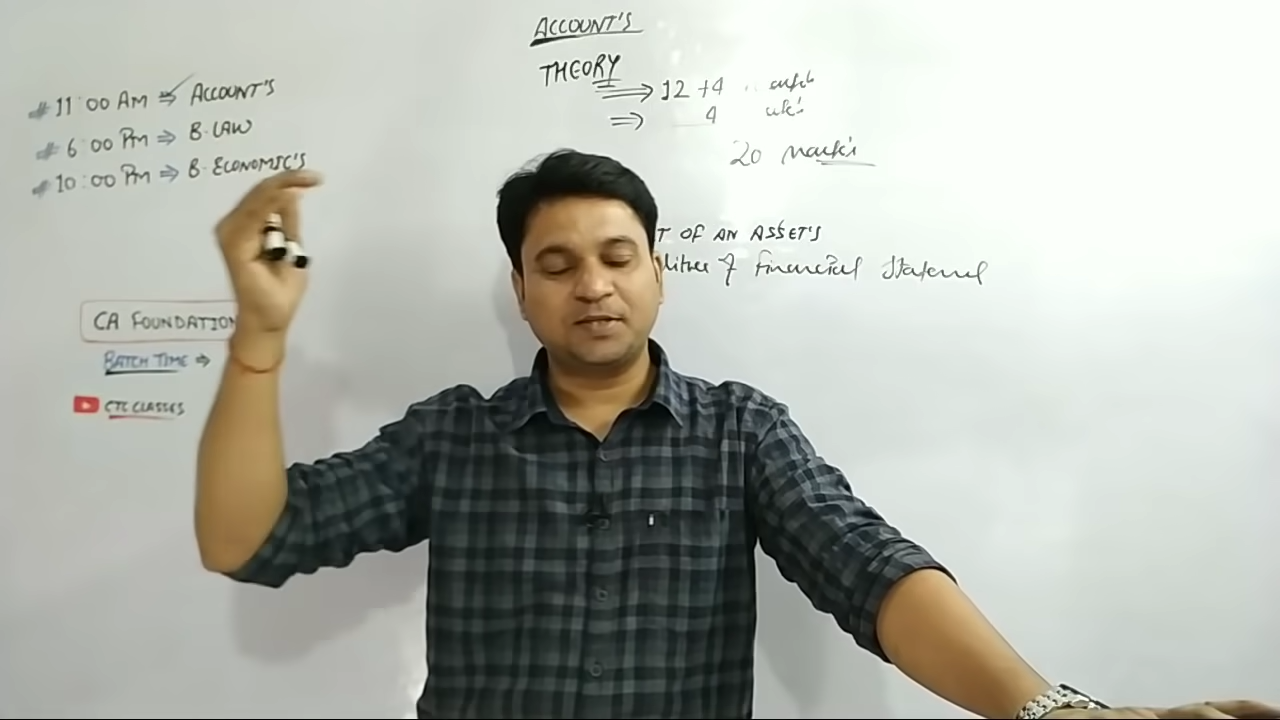 ACCOUNT'S
THEORY
⇒ 12 + 4
⇒ 4
20 Marks
# 11:00 AM ⇒ ACCOUNT'S
# 6:00 PM ⇒ B.LAW
# 10:00 PM ⇒ B.ECONOMIC'S
T OF AN ASSET'S
of Financial Statement
CA FOUNDATION
BATCH TIME ⇒
CTC CLASSES